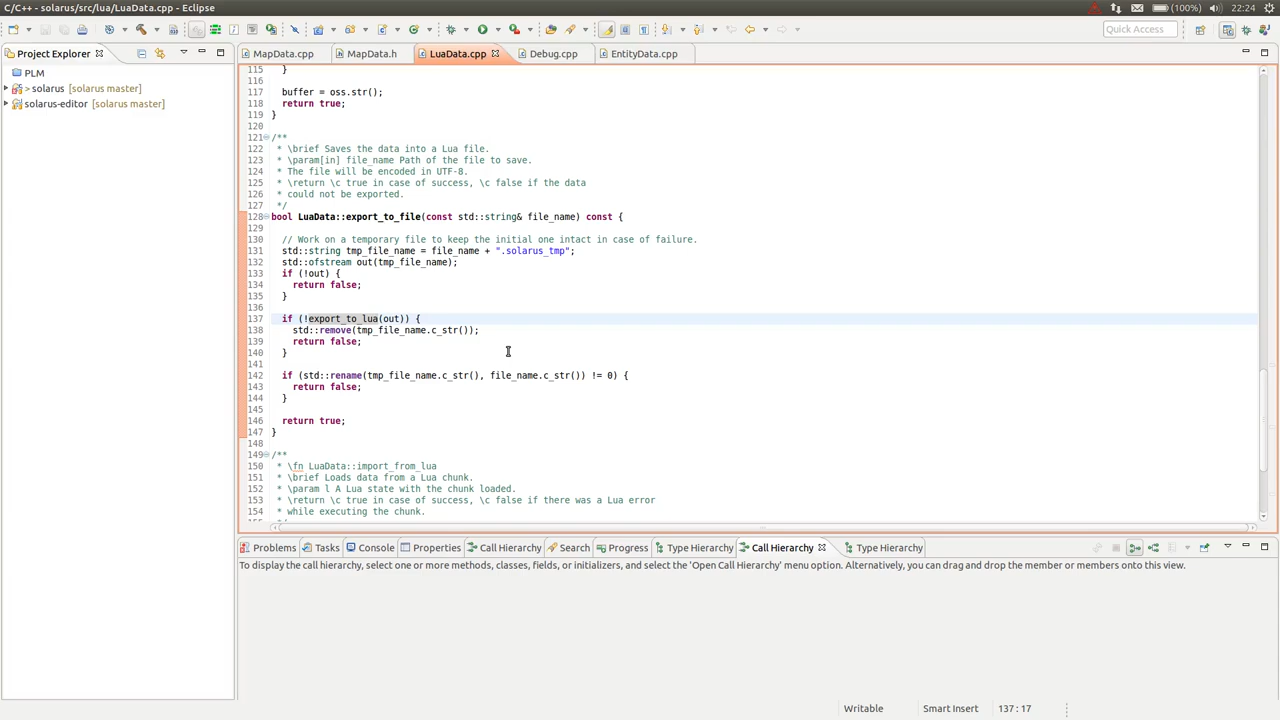 C/C++ - solarus/src/lua/LuaData.cpp - Eclipse
(100%) 22:24
Quick Access
Project Explorer
PLM
> solarus [solarus master]
solarus-editor [solarus master]
MapData.cpp MapData.h LuaData.cpp Debug.cpp EntityData.cpp
115 }
116
117 buffer = oss.str();
118 return true;
119 }
120
121 /**
122 * \brief Saves the data into a Lua file.
123 * \param[in] file_name Path of the file to save.
124 * The file will be encoded in UTF-8.
125 * \return \c true in case of success, \c false if the data
126 * could not be exported.
127 */
128 bool LuaData::export_to_file(const std::string& file_name) const {
129
130 // Work on a temporary file to keep the initial one intact in case of failure.
131 std::string tmp_file_name = file_name + ".solarus_tmp";
132 std::ofstream out(tmp_file_name);
133 if (!out) {
134 return false;
135 }
136
137 if (!export_to_lua(out)) {
138 std::remove(tmp_file_name.c_str());
139 return false;
140 }
141
142 if (std::rename(tmp_file_name.c_str(), file_name.c_str()) != 0) {
143 return false;
144 }
145
146 return true;
147 }
148
149 /**
150 * \fn LuaData::import_from_lua
151 * \brief Loads data from a Lua chunk.
152 * \param l A Lua state with the chunk loaded.
153 * \return \c true in case of success, \c false if there was a Lua error
154 * while executing the chunk.
155 */
Problems Tasks Console Properties Call Hierarchy Search Progress Type Hierarchy Call Hierarchy Type Hierarchy
To display the call hierarchy, select one or more methods, classes, fields, or initializers, and select the 'Open Call Hierarchy' menu option. Alternatively, you can drag and drop the member or members onto this view.
Writable Smart Insert 137 : 17